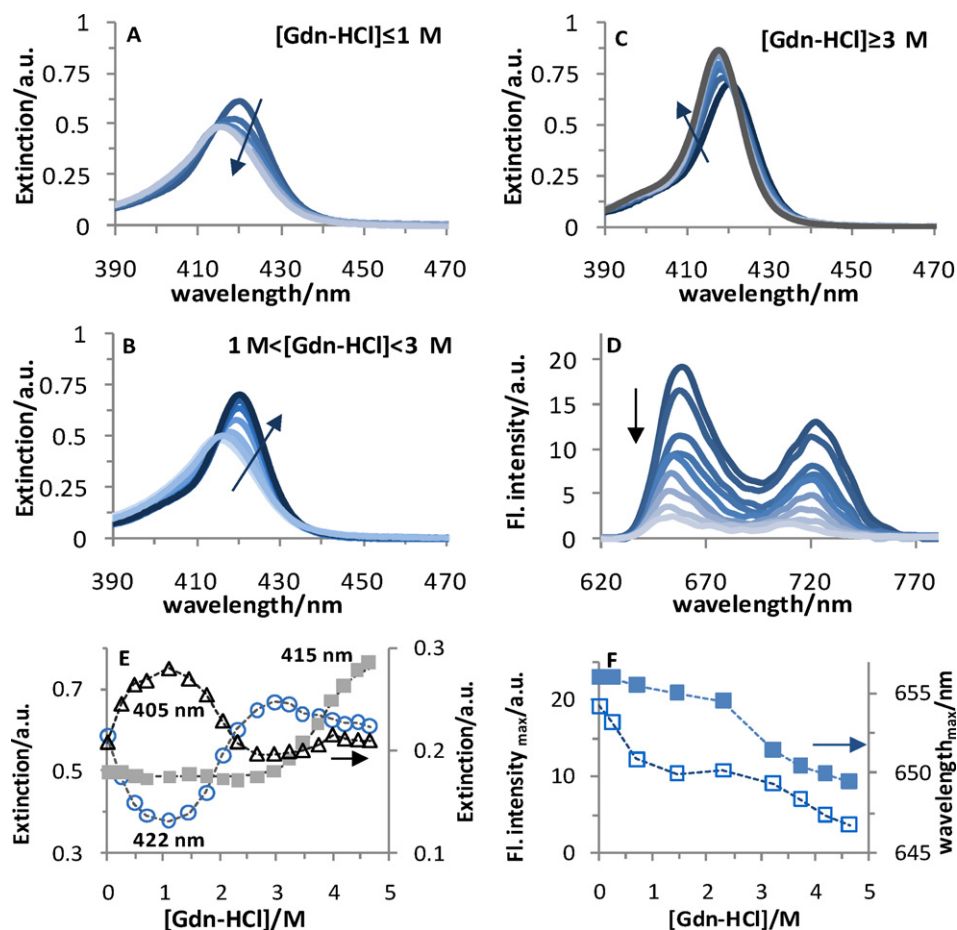 A
[Gdn-HCl]≤1 M
Extinction/a.u.
1
0.75
0.5
0.25
0
390 410 430 450 470
wavelength/nm
C
[Gdn-HCl]≥3 M
Extinction/a.u.
1
0.75
0.5
0.25
0
390 410 430 450 470
wavelength/nm
B
1 M<[Gdn-HCl]<3 M
Extinction/a.u.
1
0.75
0.5
0.25
0
390 410 430 450 470
wavelength/nm
D
Fl. intensity/a.u.
20
15
10
5
0
620 670 720 770
wavelength/nm
E
415 nm
405 nm
422 nm
Extinction/a.u.
0.7
0.5
0.3
0.3
0.2
0.1
Extinction/a.u.
0 1 2 3 4 5
[Gdn-HCl]/M
F
Fl. intensity max/a.u.
20
10
0
655
650
645
wavelengthmax/nm
0 1 2 3 4 5
[Gdn-HCl]/M